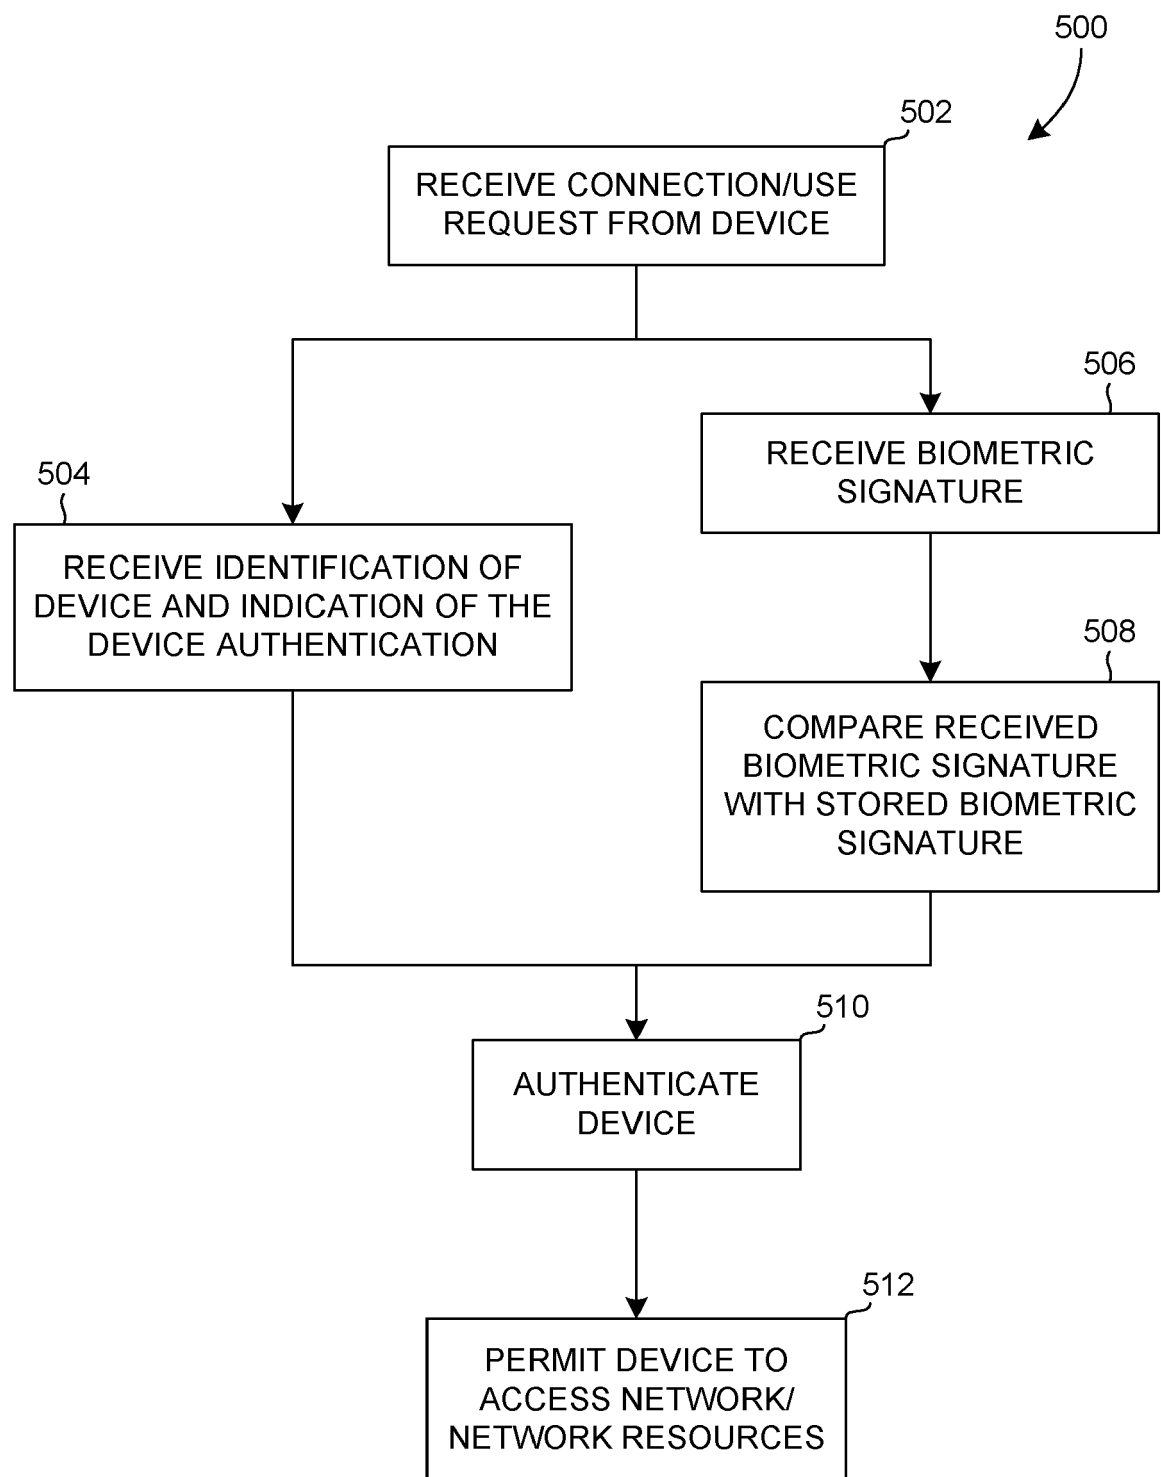 500
502
RECEIVE CONNECTION/USE
REQUEST FROM DEVICE
506
RECEIVE BIOMETRIC
SIGNATURE
504
RECEIVE IDENTIFICATION OF
DEVICE AND INDICATION OF THE
DEVICE AUTHENTICATION
508
COMPARE RECEIVED
BIOMETRIC SIGNATURE
WITH STORED BIOMETRIC
SIGNATURE
510
AUTHENTICATE
DEVICE
512
PERMIT DEVICE TO
ACCESS NETWORK/
NETWORK RESOURCES